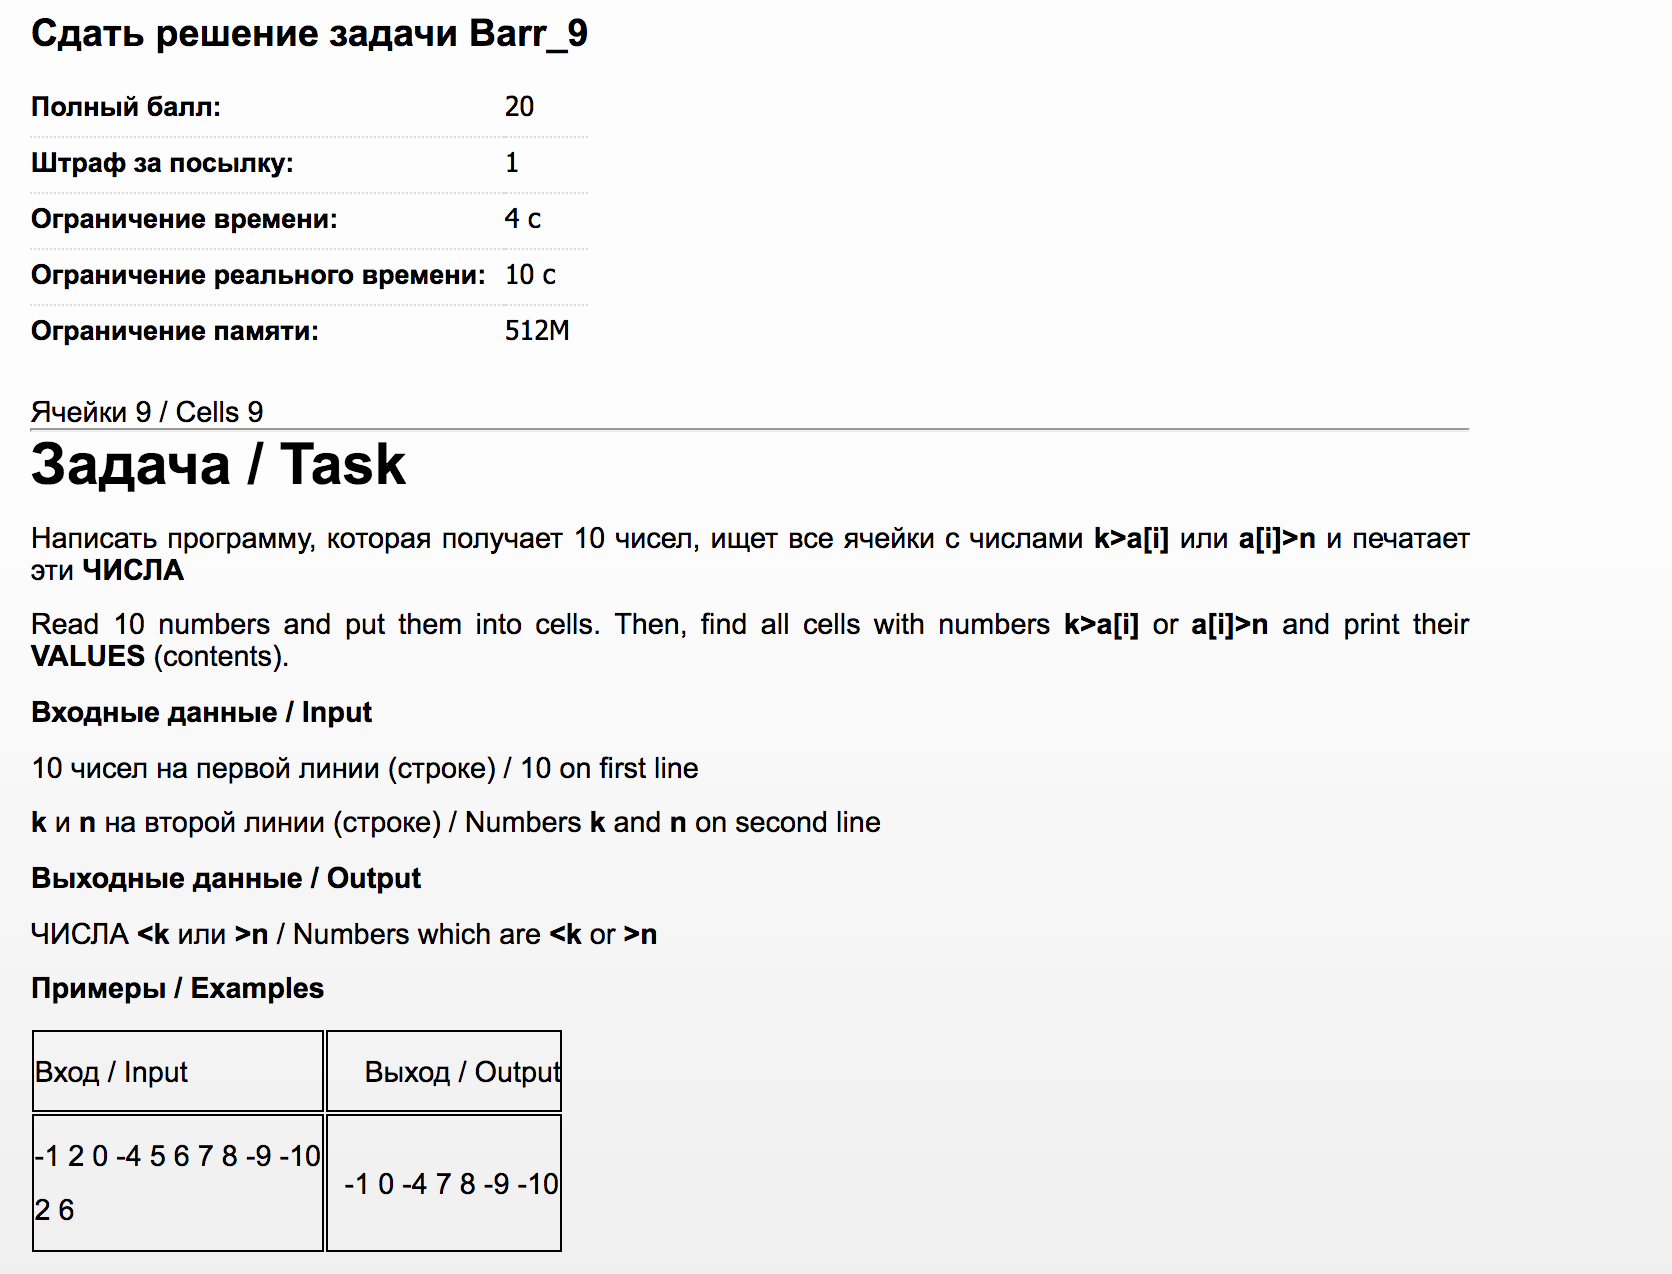 Сдать решение задачи Barr_9
Полный балл: 20
Штраф за посылку: 1
Ограничение времени: 4 с
Ограничение реального времени: 10 с
Ограничение памяти: 512M
Ячейки 9 / Cells 9
Задача / Task
Написать программу, которая получает 10 чисел, ищет все ячейки с числами k>a[i] или a[i]>n и печатает
эти ЧИСЛА
Read 10 numbers and put them into cells. Then, find all cells with numbers k>a[i] or a[i]>n and print their
VALUES (contents).
Входные данные / Input
10 чисел на первой линии (строке) / 10 on first line
k и n на второй линии (строке) / Numbers k and n on second line
Выходные данные / Output
ЧИСЛА <k или >n / Numbers which are <k or >n
Примеры / Examples
Вход / Input Выход / Output
-1 2 0 -4 5 6 7 8 -9 -10
2 6
-1 0 -4 7 8 -9 -10